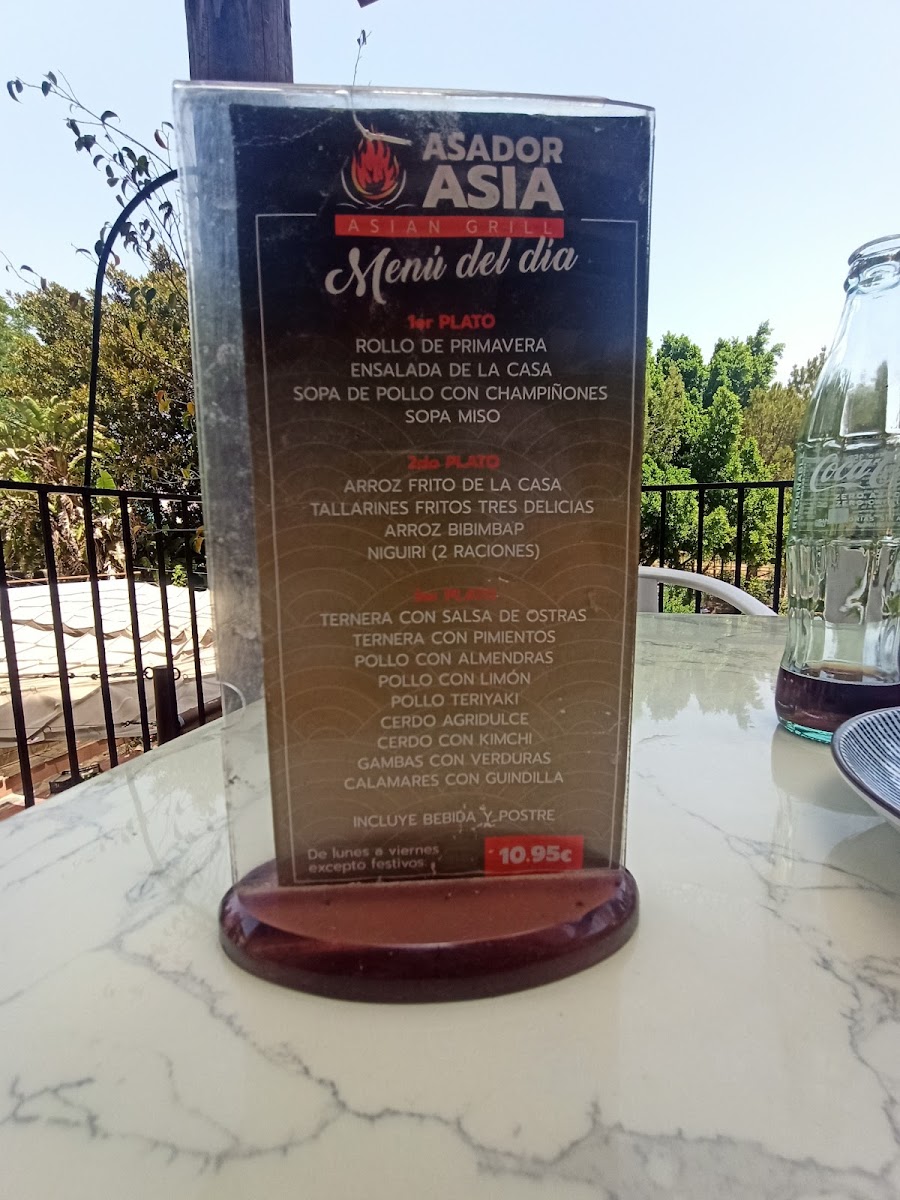 ASADOR
ASIA
ASIAN GRILL
Menú del día
1er PLATO
ROLLO DE PRIMAVERA
ENSALADA DE LA CASA
SOPA DE POLLO CON CHAMPIÑONES
SOPA MISO
2do PLATO
ARROZ FRITO DE LA CASA
TALLARINES FRITOS TRES DELICIAS
ARROZ BIBIMBAP
NIGUIRI (2 RACIONES)
PLATO
TERNERA CON SALSA DE OSTRAS
TERNERA CON PIMIENTOS
POLLO CON ALMENDRAS
POLLO CON LIMÓN
POLLO TERIYAKI
CERDO AGRIDULCE
CERDO CON KIMCHI
GAMBAS CON VERDURAS
CALAMARES CON GUINDILLA
INCLUYE BEBIDA Y POSTRE
De lunes a viernes
excepto festivos.
10.95€
Coca-Cola